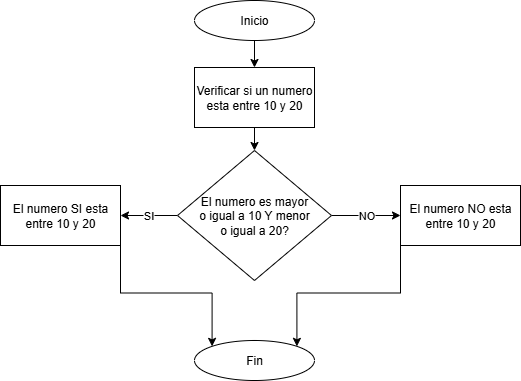 Inicio
Verificar si un numero
esta entre 10 y 20
El numero es mayor
o igual a 10 Y menor
o igual a 20?
SI
NO
El numero SI esta
entre 10 y 20
El numero NO esta
entre 10 y 20
Fin